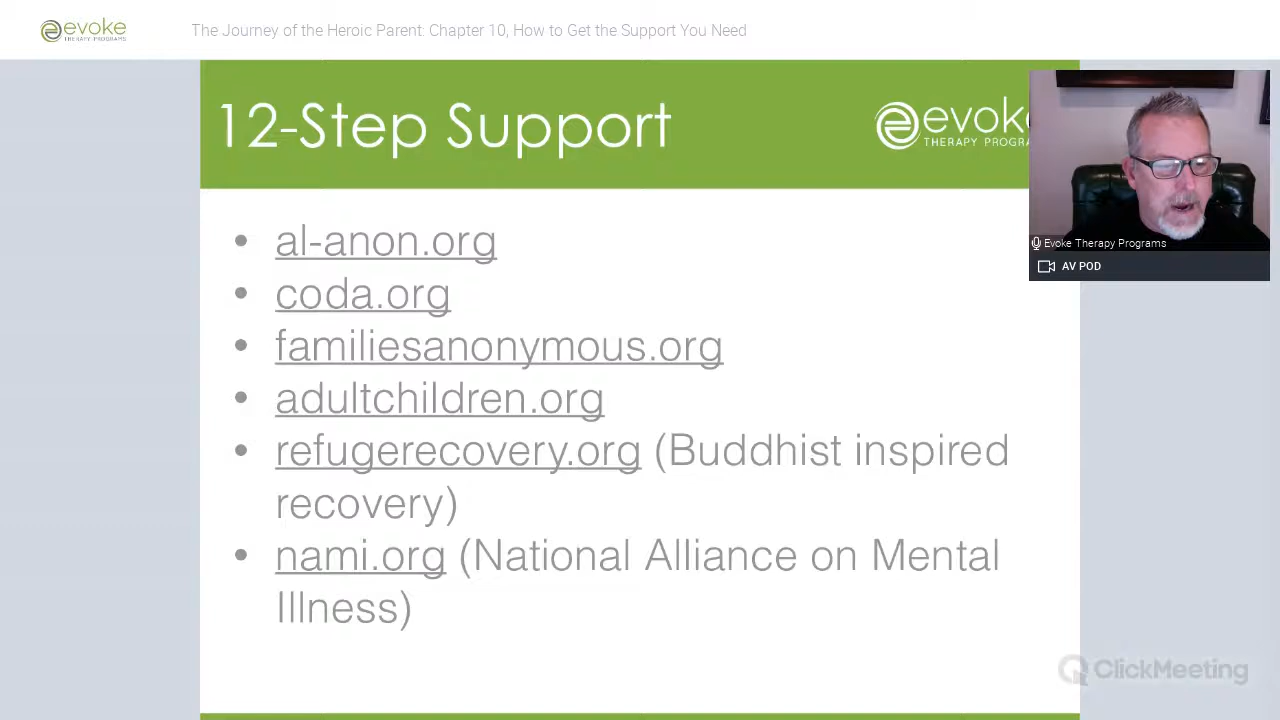 evoke
THERAPY PROGRAMS
The Journey of the Heroic Parent: Chapter 10, How to Get the Support You Need
12-Step Support
evoke
THERAPY PROGRA
Evoke Therapy Programs
AV POD
• al-anon.org
• coda.org
• familiesanonymous.org
• adultchildren.org
• refugerecovery.org (Buddhist inspired
recovery)
• nami.org (National Alliance on Mental
Illness)
ClickMeeting